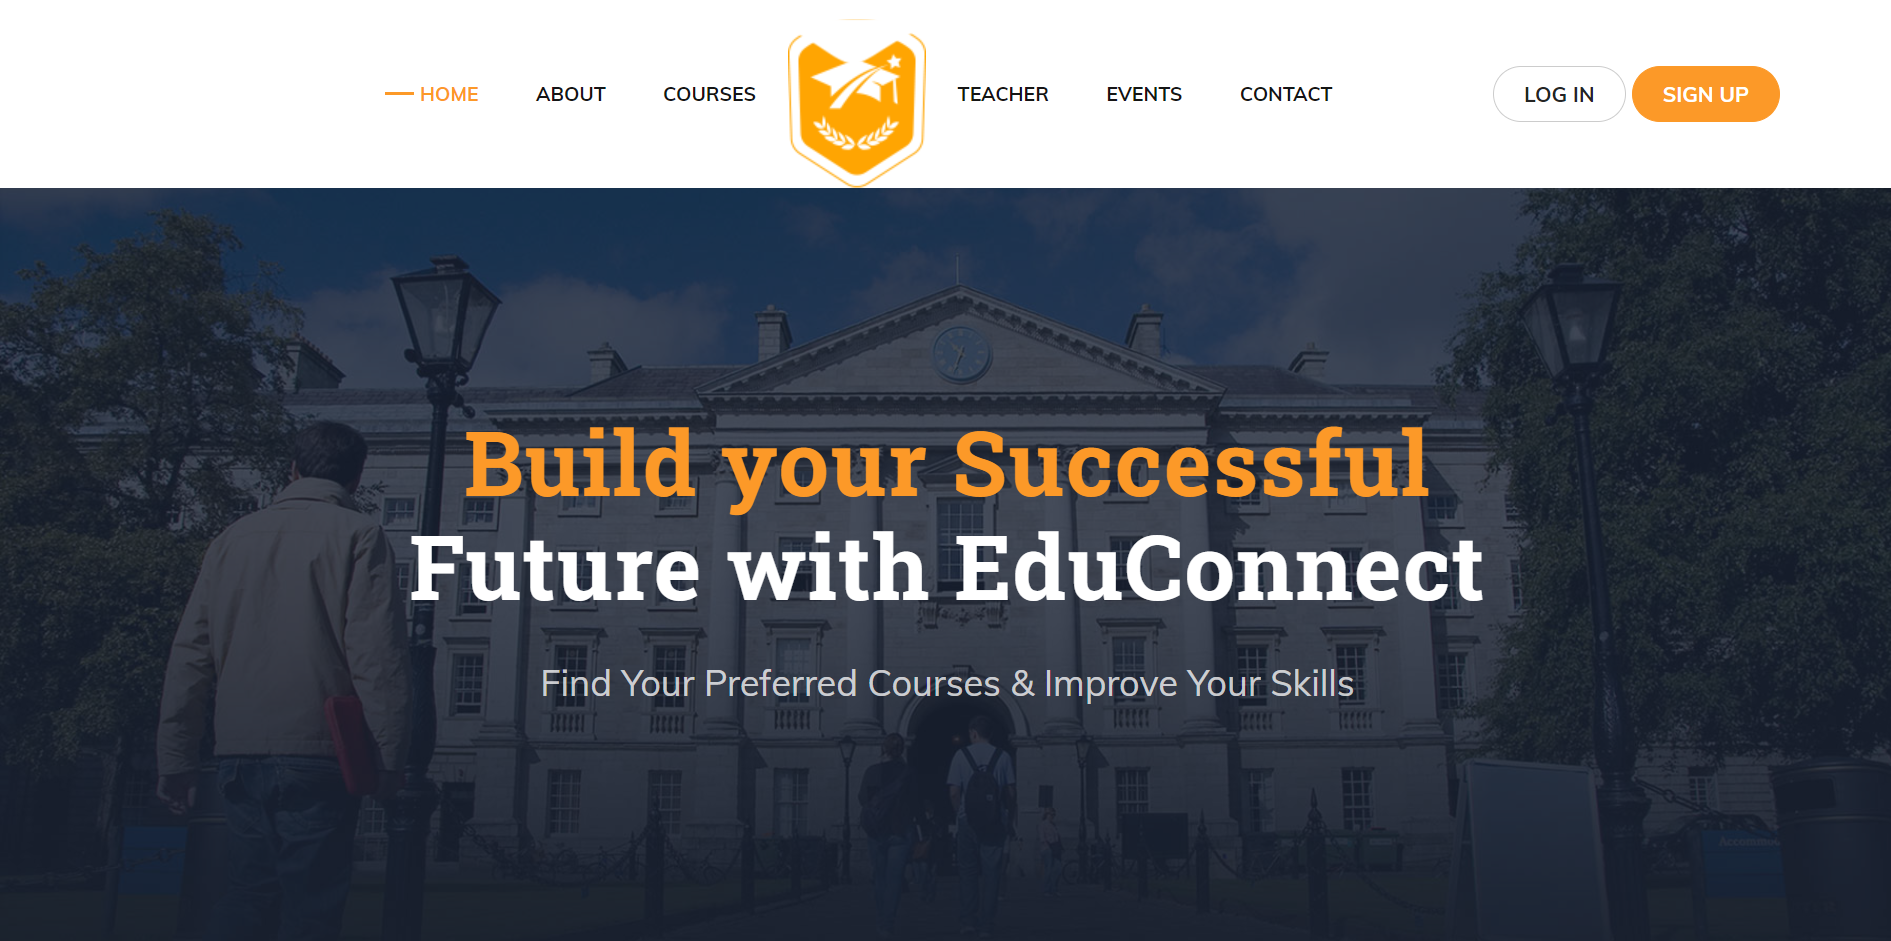 HOME ABOUT COURSES TEACHER EVENTS CONTACT LOG IN SIGN UP
Build your Successful
Future with EduConnect
Find Your Preferred Courses & Improve Your Skills